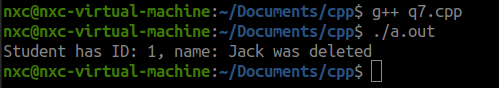 nxc@nxc-virtual-machine:~/Documents/cpp$ g++ q7.cpp
nxc@nxc-virtual-machine:~/Documents/cpp$ ./a.out
Student has ID: 1, name: Jack was deleted
nxc@nxc-virtual-machine:~/Documents/cpp$